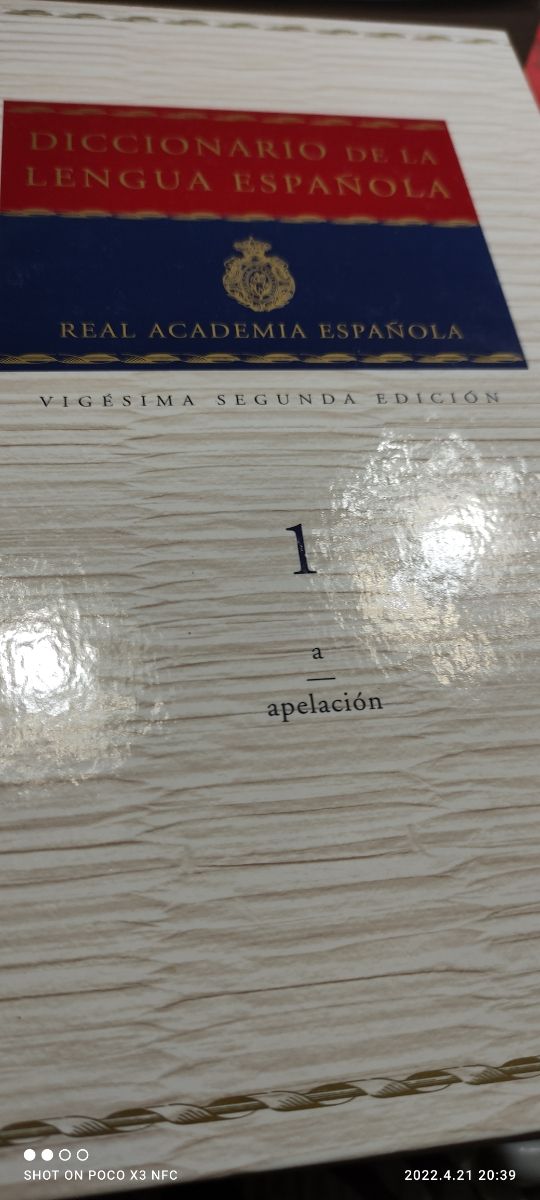 DICCIONARIO DE LA
LENGUA ESPAÑOLA
REAL ACADEMIA ESPAÑOLA
VIGÉSIMA SEGUNDA EDICIÓN
1
a
apelación
SHOT ON POCO X3 NFC
2022.4.21 20:39